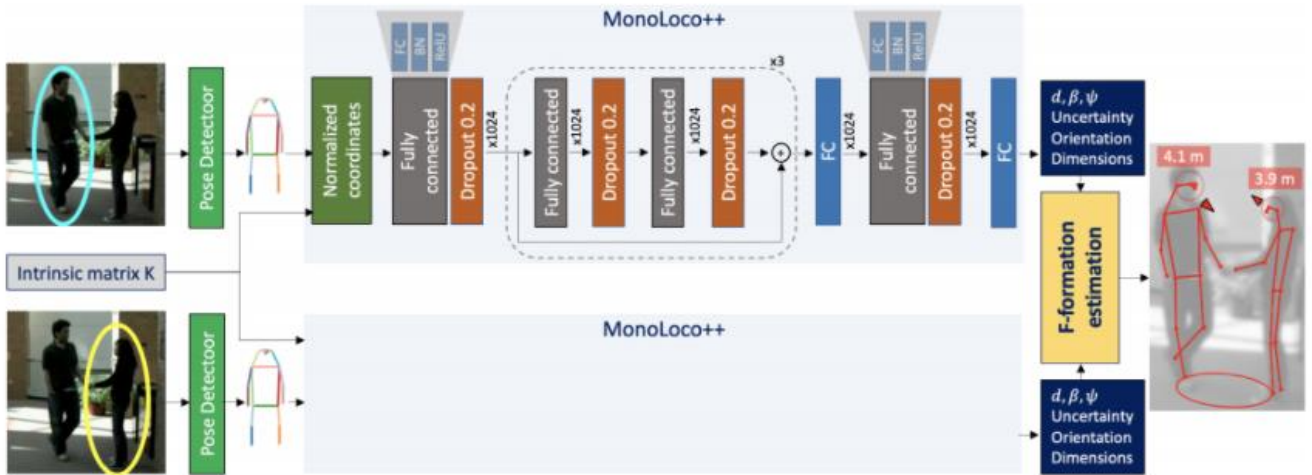 MonoLoco++
FC
BN
RelU
FC
BN
RelU
x3
Pose Detectoor
Normalized
coordinates
Fully
connected
Dropout 0.2
x1024
Fully connected
x1024
Dropout 0.2
Fully connected
x1024
Dropout 0.2
+
FC
x1024
Fully
connected
Dropout 0.2
x1024
FC
d, β, ψ
Uncertainty
Orientation
Dimensions
4.1 m
3.9 m
Intrinsic matrix K
F-formation
estimation
MonoLoco++
Pose Detectoor
d, β, ψ
Uncertainty
Orientation
Dimensions